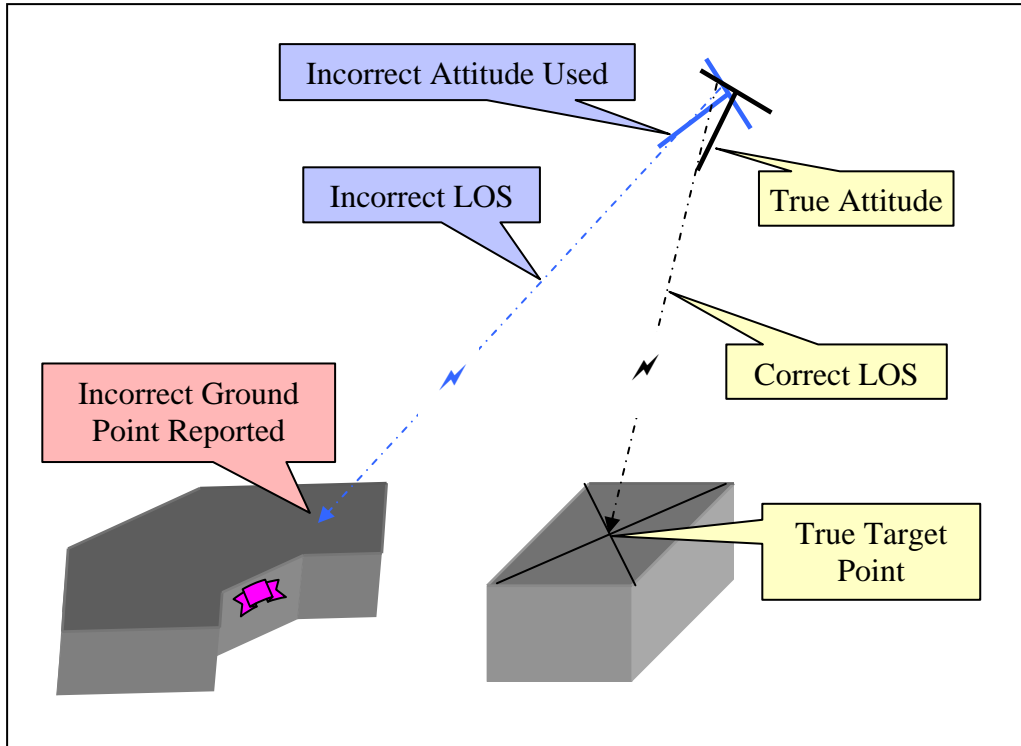 Incorrect Attitude Used
True Attitude
Incorrect LOS
Correct LOS
Incorrect Ground
Point Reported
True Target
Point